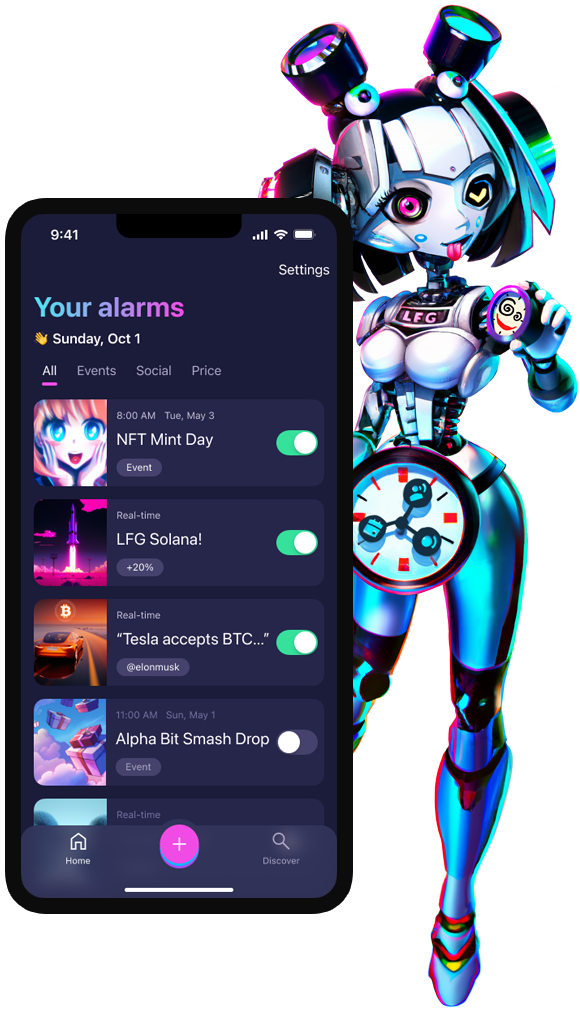 9:41
Settings
Your alarms
👋 Sunday, Oct 1
All Events Social Price
8:00 AM Tue, May 3
NFT Mint Day
Event
Real-time
LFG Solana!
+20%
Real-time
“Tesla accepts BTC...”
@elonmusk
11:00 AM Sun, May 1
Alpha Bit Smash Drop
Event
Real-time
Home
Discover
LFG